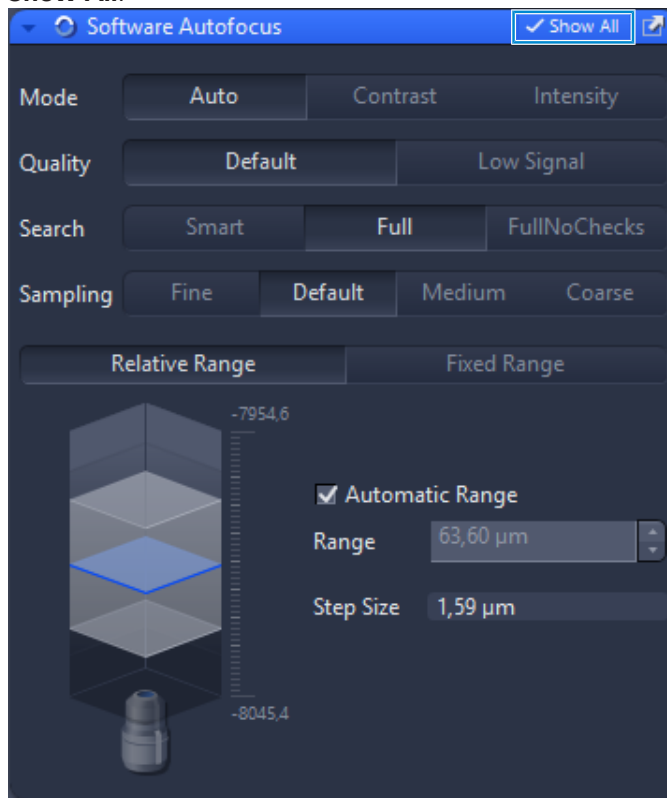 Software Autofocus Show All
Mode Auto Contrast Intensity
Quality Default Low Signal
Search Smart Full FullNoChecks
Sampling Fine Default Medium Coarse
Relative Range Fixed Range
-7954,6
Automatic Range
Range 63,60 µm
Step Size 1,59 µm
-8045,4